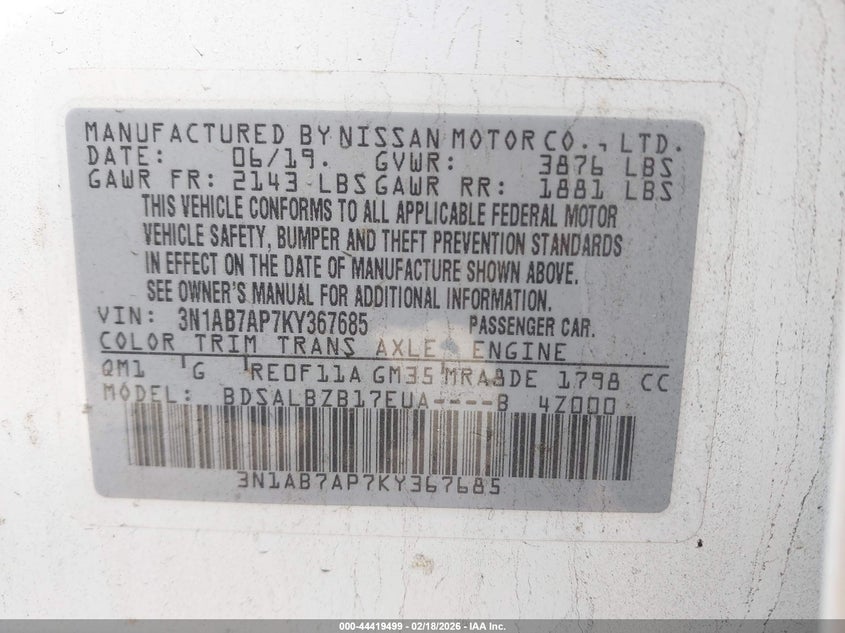 MANUFACTURED BY NISSAN MOTOR CO., LTD.
DATE: 06/19. GVWR: 3876 LBS
GAWR FR: 2143 LBS GAWR RR: 1881 LBS
THIS VEHICLE CONFORMS TO ALL APPLICABLE FEDERAL MOTOR
VEHICLE SAFETY, BUMPER AND THEFT PREVENTION STANDARDS
IN EFFECT ON THE DATE OF MANUFACTURE SHOWN ABOVE.
SEE OWNER'S MANUAL FOR ADDITIONAL INFORMATION.
VIN: 3N1AB7AP7KY367685 PASSENGER CAR.
COLOR TRIM TRANS AXLE ENGINE
QM1 G RE0F11A GM35 MRA8DE 1798 CC
MODEL: BDSALBZB17EUA----B 4Z000
3N1AB7AP7KY367685
000-44419499 - 02/18/2026 - IAA Inc.